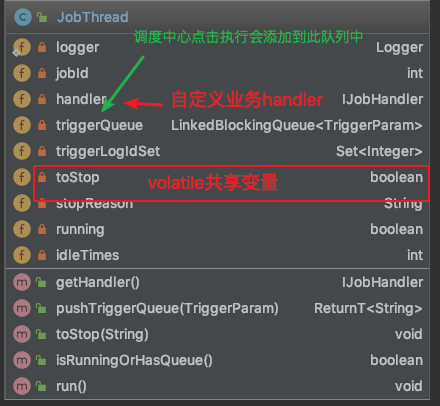 JobThread
调度中心点击执行会添加到此队列中
logger Logger
jobId int
handler 自定义业务handler IJobHandler
triggerQueue LinkedBlockingQueue<TriggerParam>
triggerLogIdSet Set<Integer>
toStop volatile共享变量 boolean
stopReason String
running boolean
idleTimes int
getHandler() IJobHandler
pushTriggerQueue(TriggerParam) ReturnT<String>
toStop(String) void
isRunningOrHasQueue() boolean
run() void